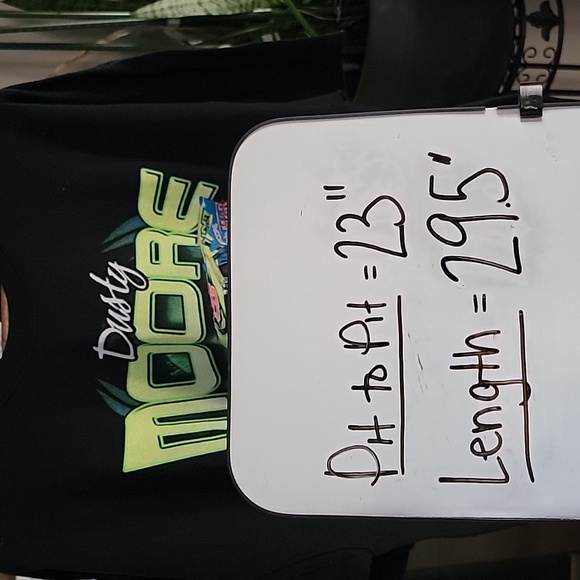 Dusty
MOORE
Pit to Pit = 23"
Length = 29.5"